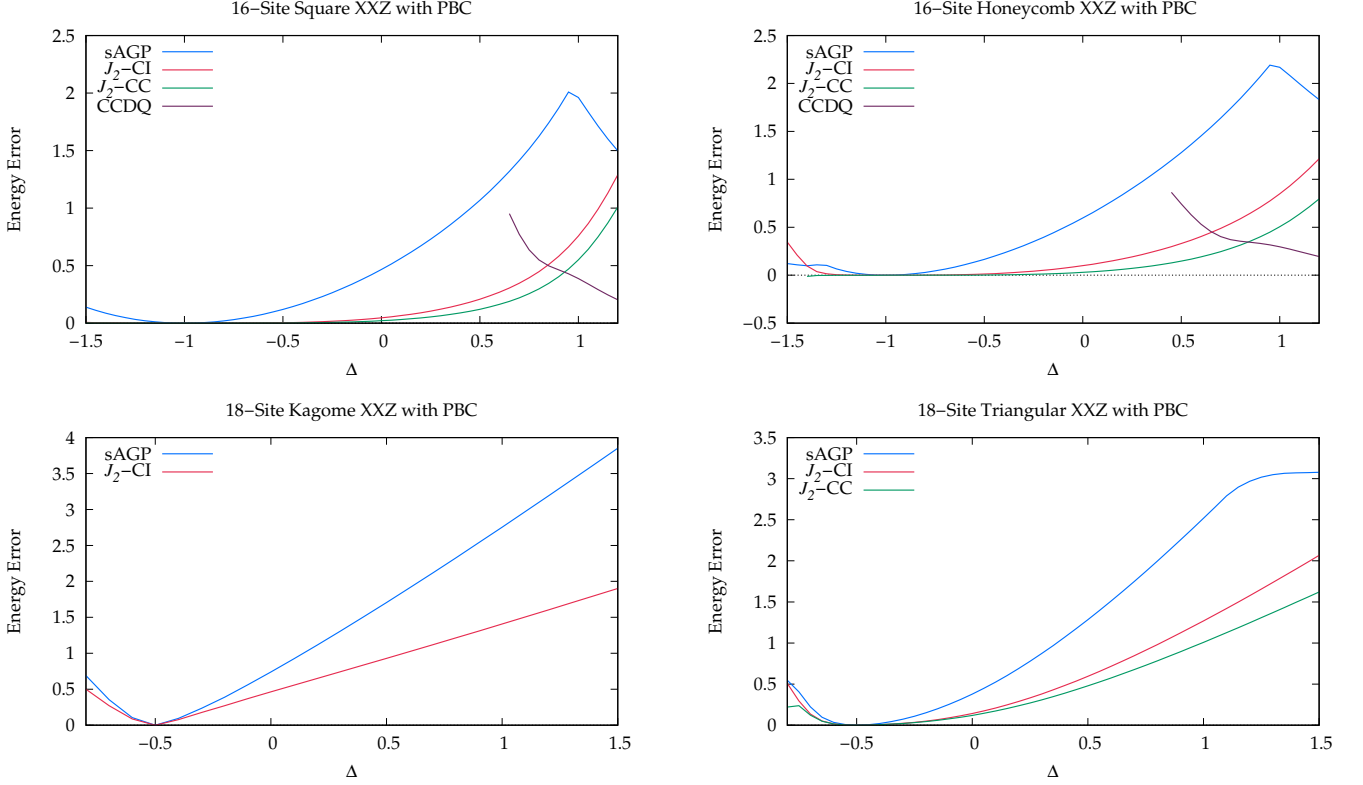 16−Site Square XXZ with PBC
Energy Error
2.5
2
1.5
1
0.5
0
sAGP
J2−CI
J2−CC
CCDQ
−1.5 −1 −0.5 0 0.5 1
Δ
16−Site Honeycomb XXZ with PBC
Energy Error
2.5
2
1.5
1
0.5
0
−0.5
sAGP
J2−CI
J2−CC
CCDQ
−1.5 −1 −0.5 0 0.5 1
Δ
18−Site Kagome XXZ with PBC
Energy Error
4
3.5
3
2.5
2
1.5
1
0.5
0
sAGP
J2−CI
−0.5 0 0.5 1 1.5
Δ
18−Site Triangular XXZ with PBC
Energy Error
3.5
3
2.5
2
1.5
1
0.5
0
sAGP
J2−CI
J2−CC
−0.5 0 0.5 1 1.5
Δ